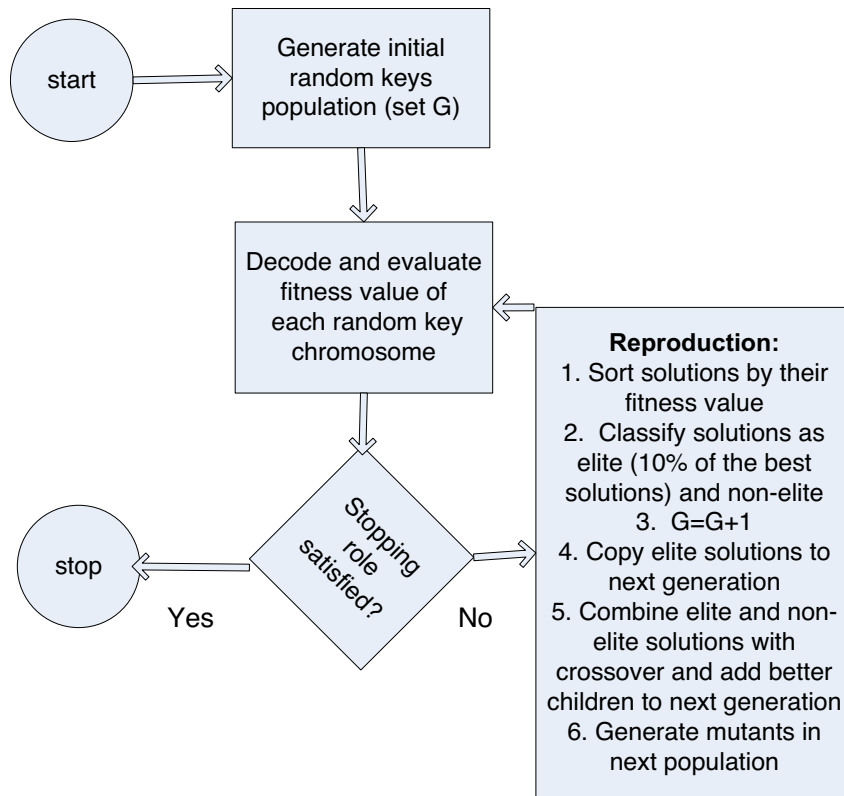 start
Generate initial
random keys
population (set G)
Decode and evaluate
fitness value of
each random key
chromosome
Stopping
role
satisfied?
Yes
stop
No
Reproduction:
1. Sort solutions by their
fitness value
2. Classify solutions as
elite (10% of the best
solutions) and non-elite
3. G=G+1
4. Copy elite solutions to
next generation
5. Combine elite and non-
elite solutions with
crossover and add better
children to next generation
6. Generate mutants in
next population